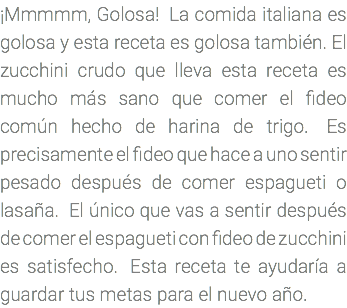 ¡Mmmmm, Golosa! La comida italiana es
golosa y esta receta es golosa también. El
zucchini crudo que lleva esta receta es
mucho más sano que comer el fideo
común hecho de harina de trigo. Es
precisamente el fideo que hace a uno sentir
pesado después de comer espagueti o
lasaña. El único que vas a sentir después
de comer el espagueti con fideo de zucchini
es satisfecho. Esta receta te ayudaría a
guardar tus metas para el nuevo año.